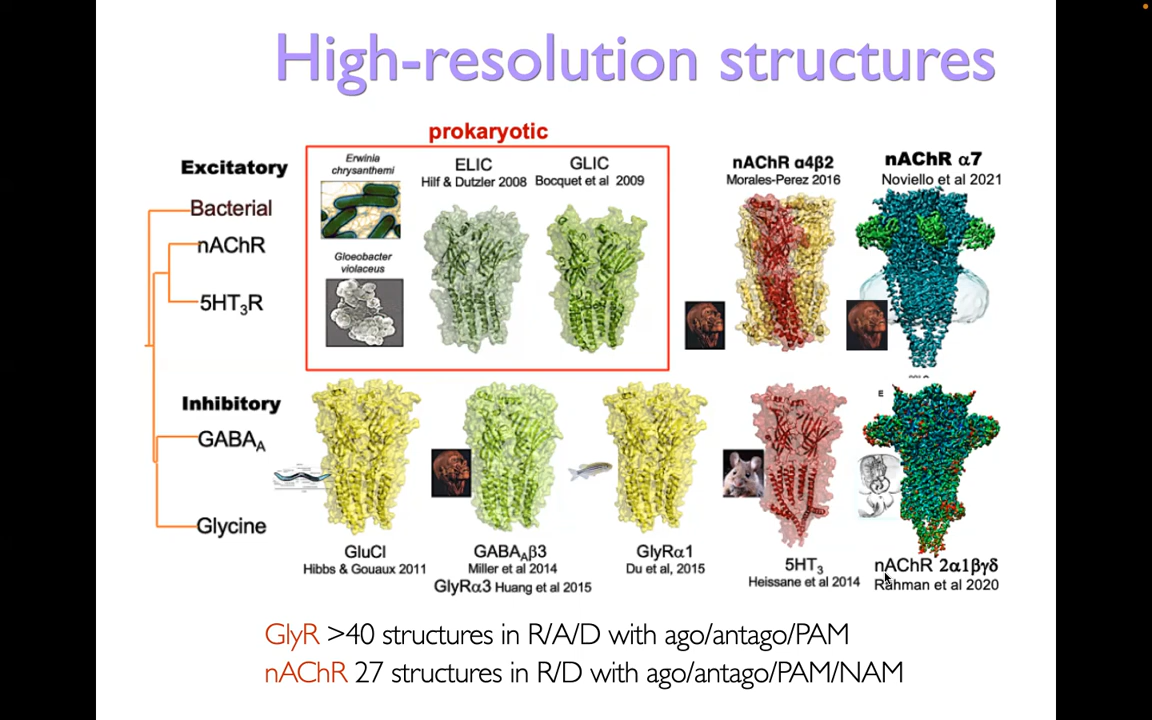 High-resolution structures
prokaryotic
Excitatory
Bacterial
nAChR
5HT3R
Inhibitory
GABAA
Glycine
Erwinia
chrysanthemi
Gloeobacter
violaceus
ELIC
Hilf & Dutzler 2008
GLIC
Bocquet et al 2009
nAChR α4β2
Morales-Perez 2016
nAChR α7
Noviello et al 2021
GluCl
Hibbs & Gouaux 2011
GABAAβ3
Miller et al 2014
GlyRα3 Huang et al 2015
GlyRα1
Du et al, 2015
5HT3
Heissane et al 2014
E
nAChR 2α1βγδ
Rahman et al 2020
GlyR >40 structures in R/A/D with ago/antago/PAM
nAChR 27 structures in R/D with ago/antago/PAM/NAM